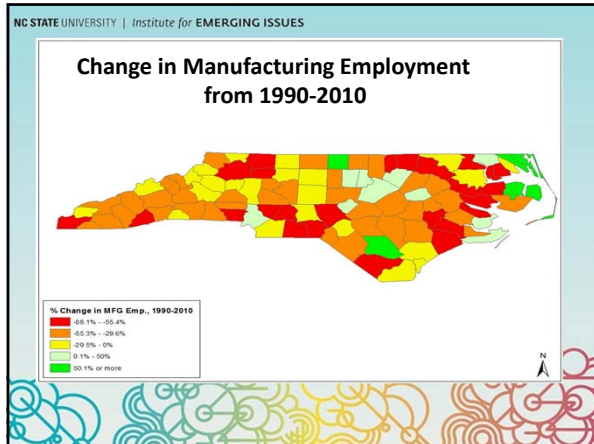 NC STATE UNIVERSITY | Institute for EMERGING ISSUES
Change in Manufacturing Employment
from 1990-2010
% Change in MFG Emp., 1990-2010
-88.1% - -55.4%
-55.3% - -29.6%
-29.5% - 0%
0.1% - 50%
50.1% or more
N